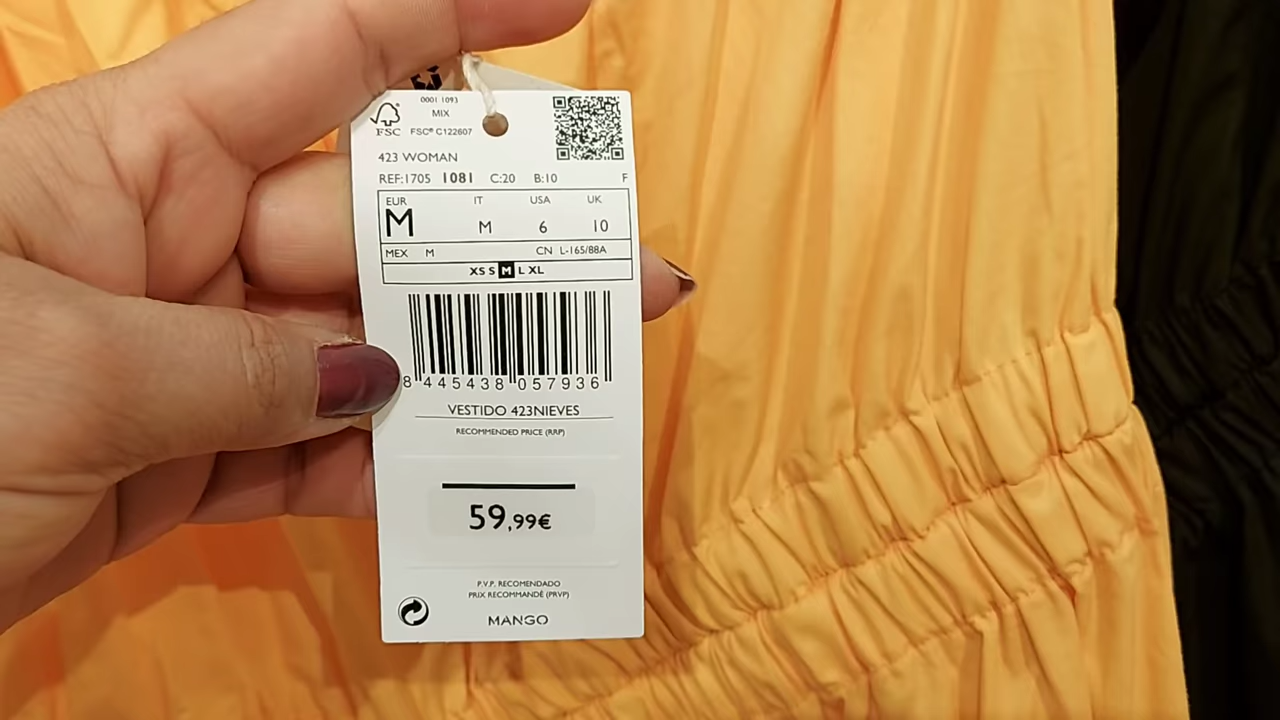 0001 1093
MIX
FSC
FSC® C122607
423 WOMAN
REF:1705 1081 C:20 B:10 F
EUR IT USA UK
M M 6 10
MEX M CN L-165/88A
XS S M L XL
8 445438 057936
VESTIDO 423NIEVES
RECOMMENDED PRICE (RRP)
59,99€
P.V.P. RECOMENDADO
PRIX RECOMMANDÉ (PRVP)
MANGO